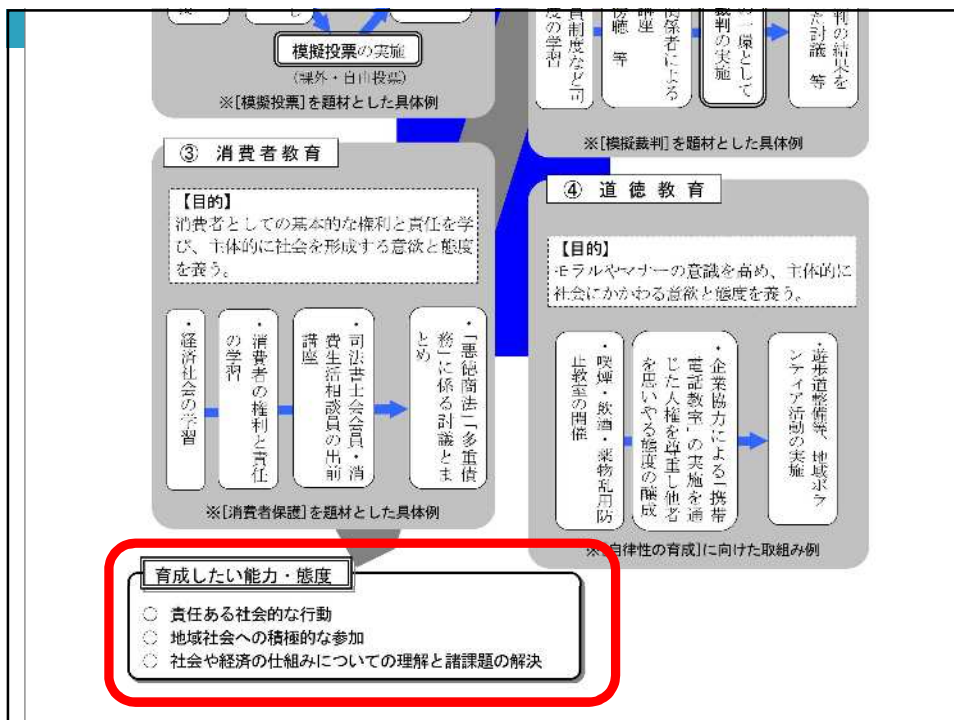 模擬投票の実施
(課外・自由投票)
※[模擬投票]を題材とした具体例
員制度など司
度の学習
関係者による
講座
傍聴 等
の一環として
裁判の実施
判の結果を
た討議 等
※[模擬裁判]を題材とした具体例
③ 消費者教育
【目的】
消費者としての基本的な権利と責任を学
び、主体的に社会を形成する意欲と態度
を養う。
・経済社会の学習
・消費者の権利と責任
の学習
・司法書士会会員・消
費生活相談員の出前
講座
・「悪徳商法」「多重債
務」に係る討議とま
とめ
※[消費者保護]を題材とした具体例
④ 道徳教育
【目的】
モラルやマナーの意識を高め、主体的に
社会にかかわる意欲と態度を養う。
・喫煙・飲酒・薬物乱用防
止教室の開催
・企業協力による「携帯
電話教室」の実施を通
じた人権を尊重し他者
を思いやる態度の醸成
・遊歩道整備等、地域ボラ
ンティア活動の実施
※[自律性の育成]に向けた取組み例
育成したい能力・態度
○ 責任ある社会的な行動
○ 地域社会への積極的な参加
○ 社会や経済の仕組みについての理解と諸課題の解決